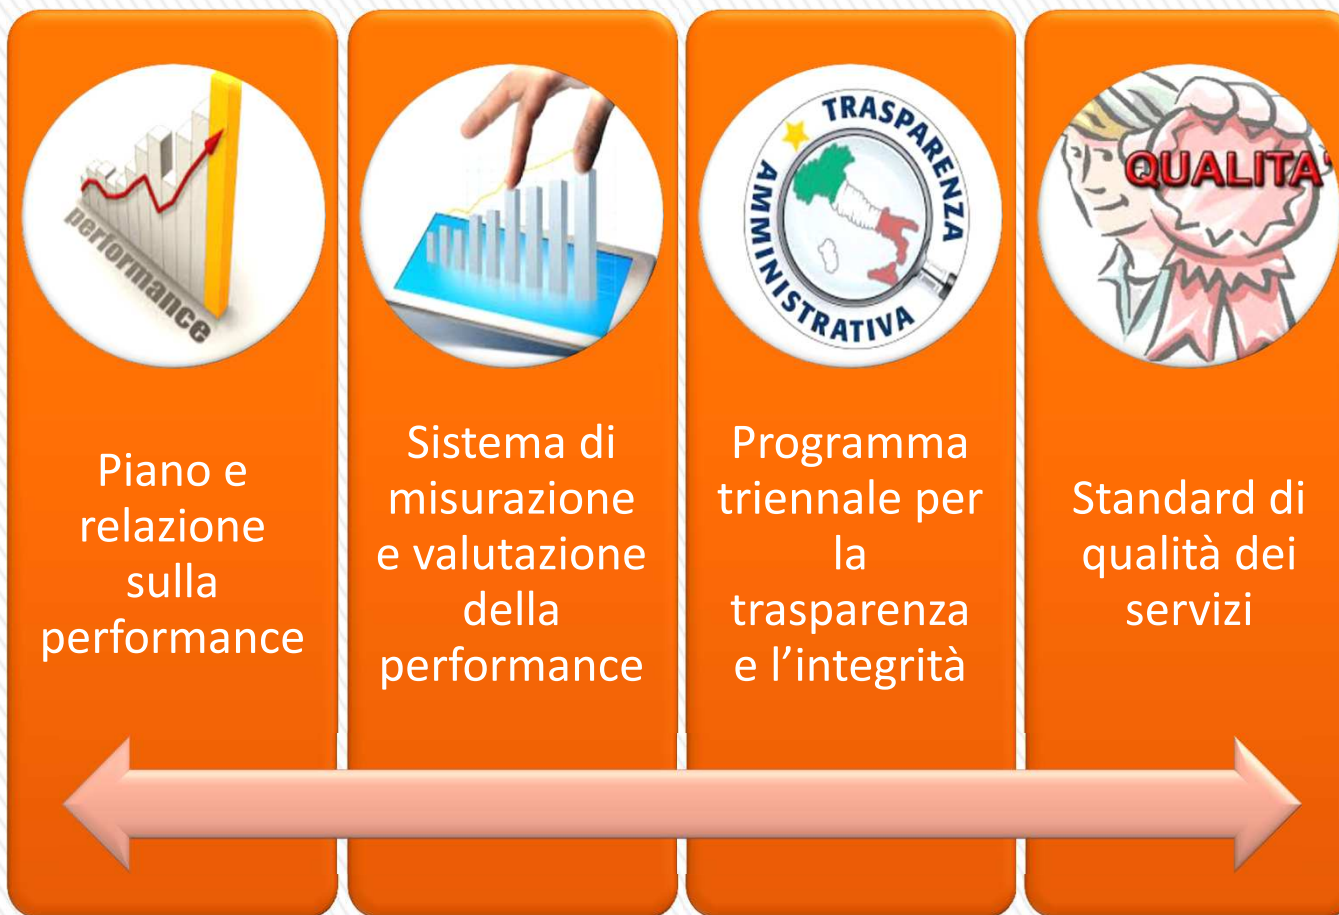 performance
Piano e
relazione
sulla
performance
Sistema di
misurazione
e valutazione
della
performance
TRASPARENZA
AMMINISTRATIVA
Programma
triennale per
la
trasparenza
e l’integrità
QUALITA'
Standard di
qualità dei
servizi